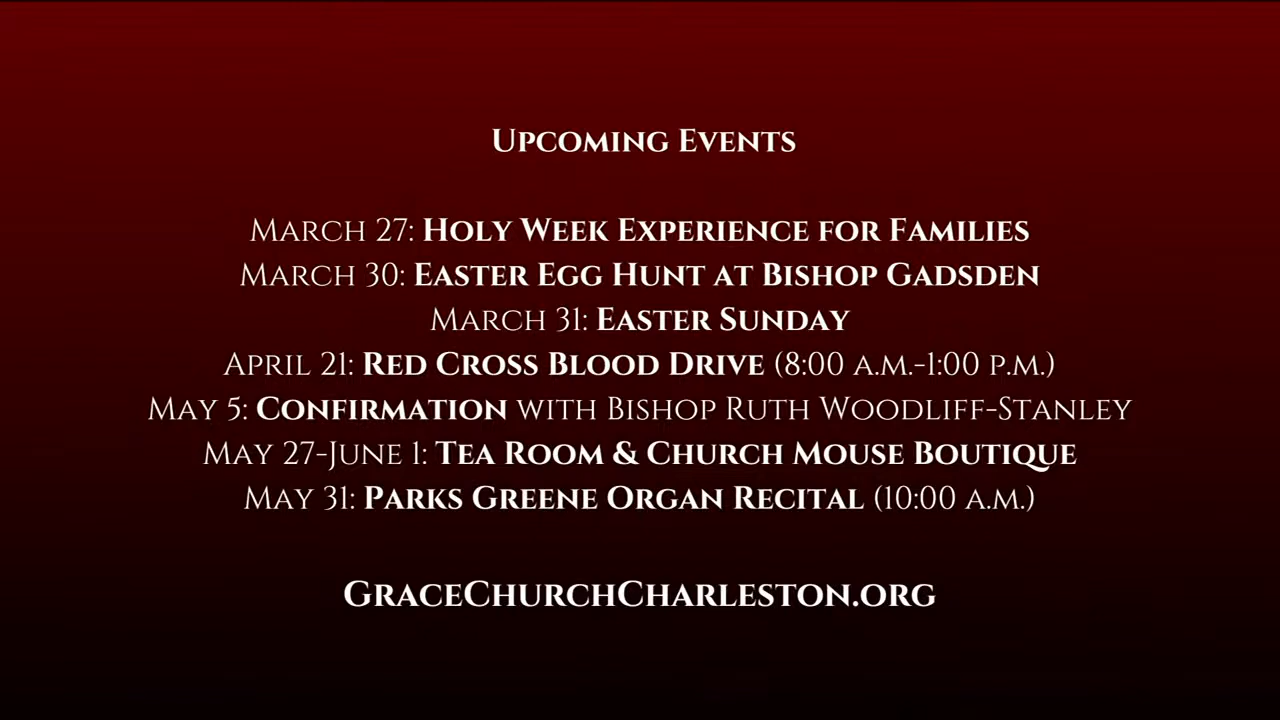 Upcoming Events
March 27: Holy Week Experience for Families
March 30: Easter Egg Hunt at Bishop Gadsden
March 31: Easter Sunday
April 21: Red Cross Blood Drive (8:00 a.m.-1:00 p.m.)
May 5: Confirmation with Bishop Ruth Woodliff-Stanley
May 27-June 1: Tea Room & Church Mouse Boutique
May 31: Parks Greene Organ Recital (10:00 a.m.)
GraceChurchCharleston.org